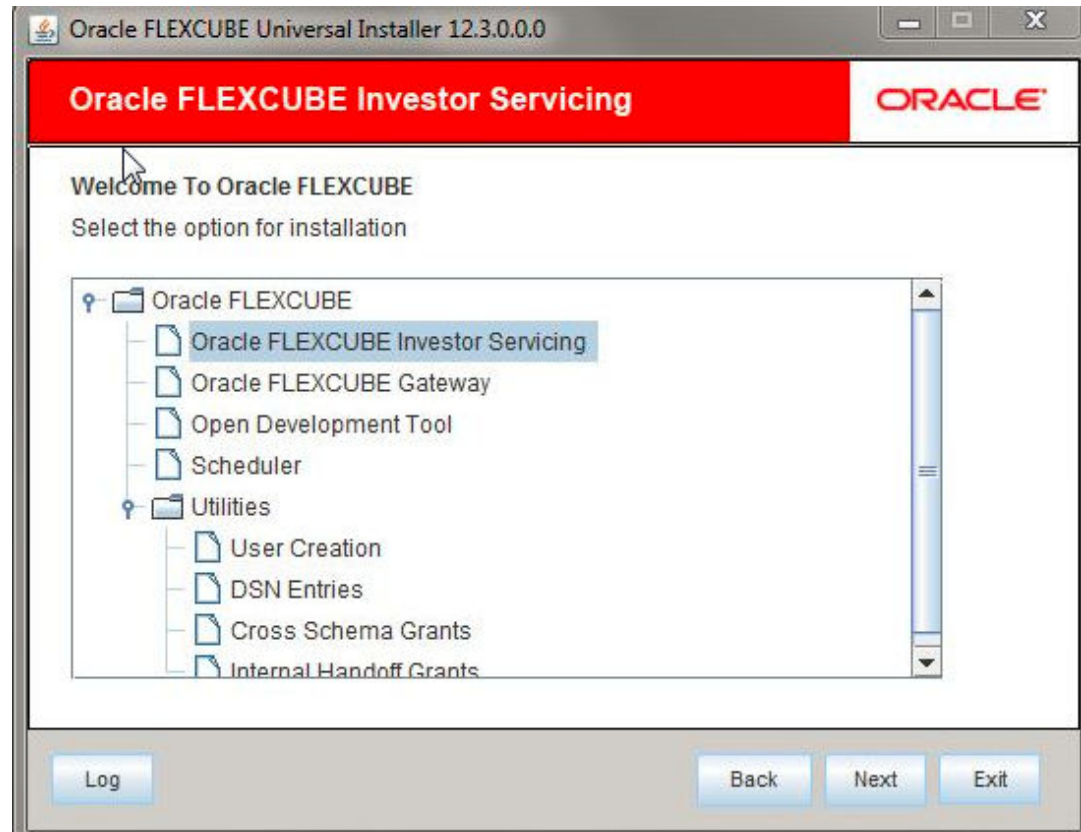 Oracle FLEXCUBE Universal Installer 12.3.0.0.0
Oracle FLEXCUBE Investor Servicing
ORACLE
Welcome To Oracle FLEXCUBE
Select the option for installation
Oracle FLEXCUBE
Oracle FLEXCUBE Investor Servicing
Oracle FLEXCUBE Gateway
Open Development Tool
Scheduler
Utilities
User Creation
DSN Entries
Cross Schema Grants
Internal Handoff Grants
Log
Back
Next
Exit